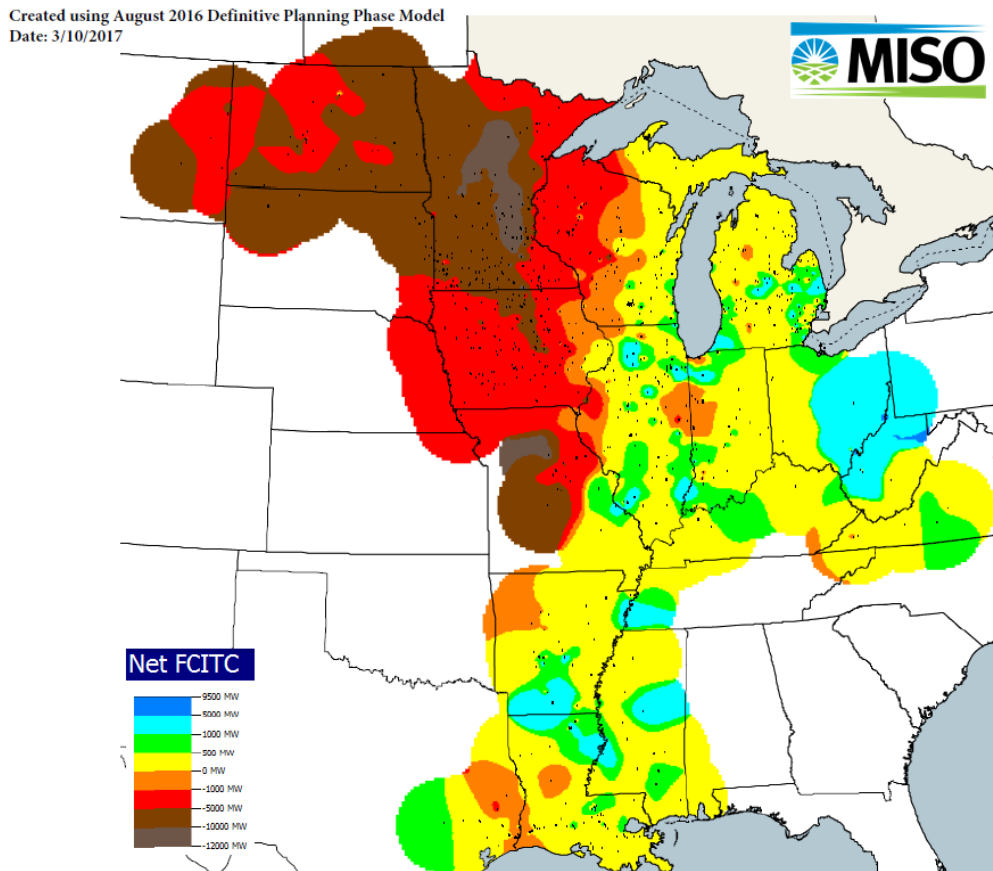 Created using August 2016 Definitive Planning Phase Model
Date: 3/10/2017
MISO
Net FCITC
9500 MW
5000 MW
1000 MW
500 MW
0 MW
-1000 MW
-5000 MW
-10000 MW
-12000 MW